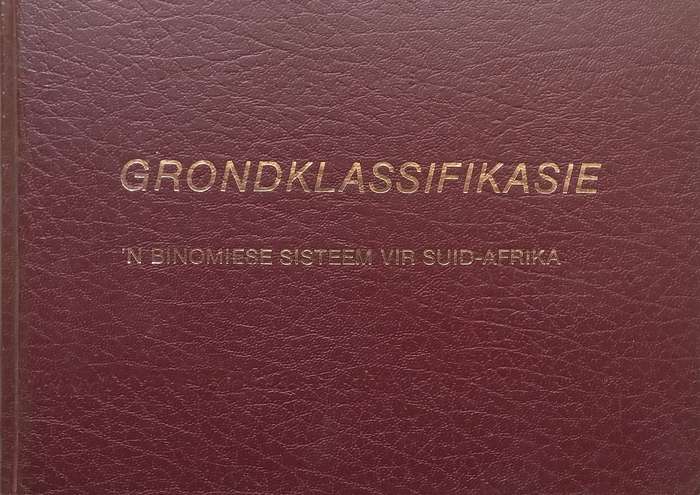 GRONDKLASSIFIKASIE
'N BINOMIESE SISTEEM VIR SUID-AFRIKA